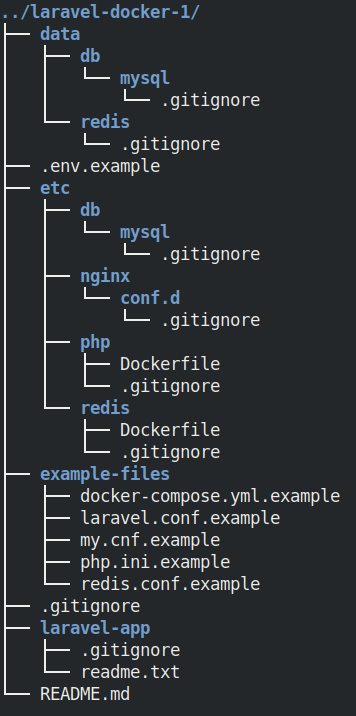 ../laravel-docker-1/
├── data
│   ├── db
│   │   └── mysql
│   │       └── .gitignore
│   └── redis
│       └── .gitignore
├── .env.example
├── etc
│   ├── db
│   │   └── mysql
│   │       └── .gitignore
│   ├── nginx
│   │   └── conf.d
│   │       └── .gitignore
│   ├── php
│   │   ├── Dockerfile
│   │   └── .gitignore
│   └── redis
│       ├── Dockerfile
│       └── .gitignore
├── example-files
│   ├── docker-compose.yml.example
│   ├── laravel.conf.example
│   ├── my.cnf.example
│   ├── php.ini.example
│   └── redis.conf.example
├── .gitignore
├── laravel-app
│   ├── .gitignore
│   └── readme.txt
└── README.md